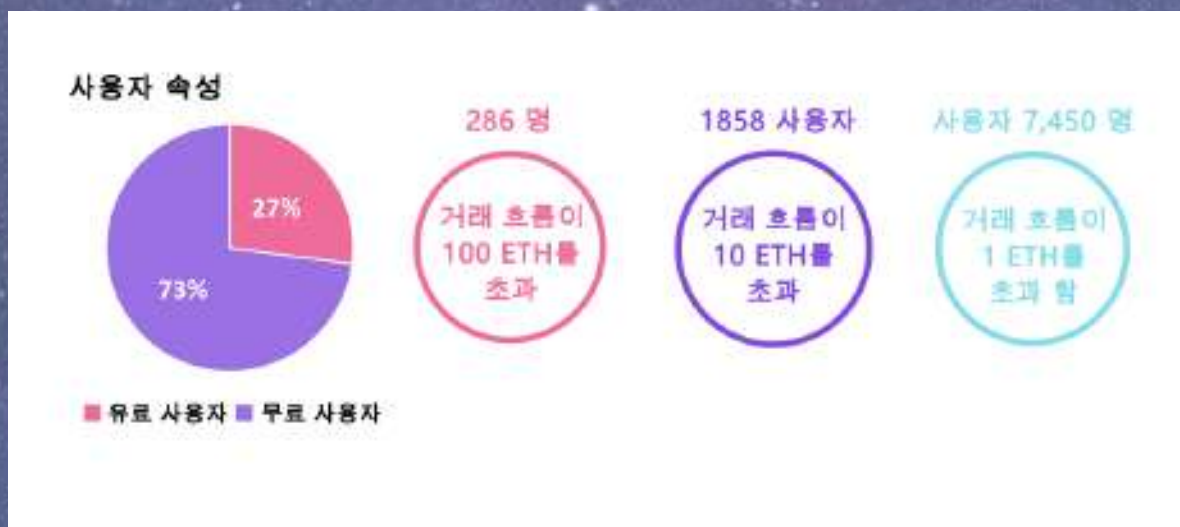 사용자 속성
27%
73%
유료 사용자 무료 사용자
286 명
거래 흐름이
100 ETH를
초과
1858 사용자
거래 흐름이
10 ETH를
초과
사용자 7,450 명
거래 흐름이
1 ETH를
초과 함